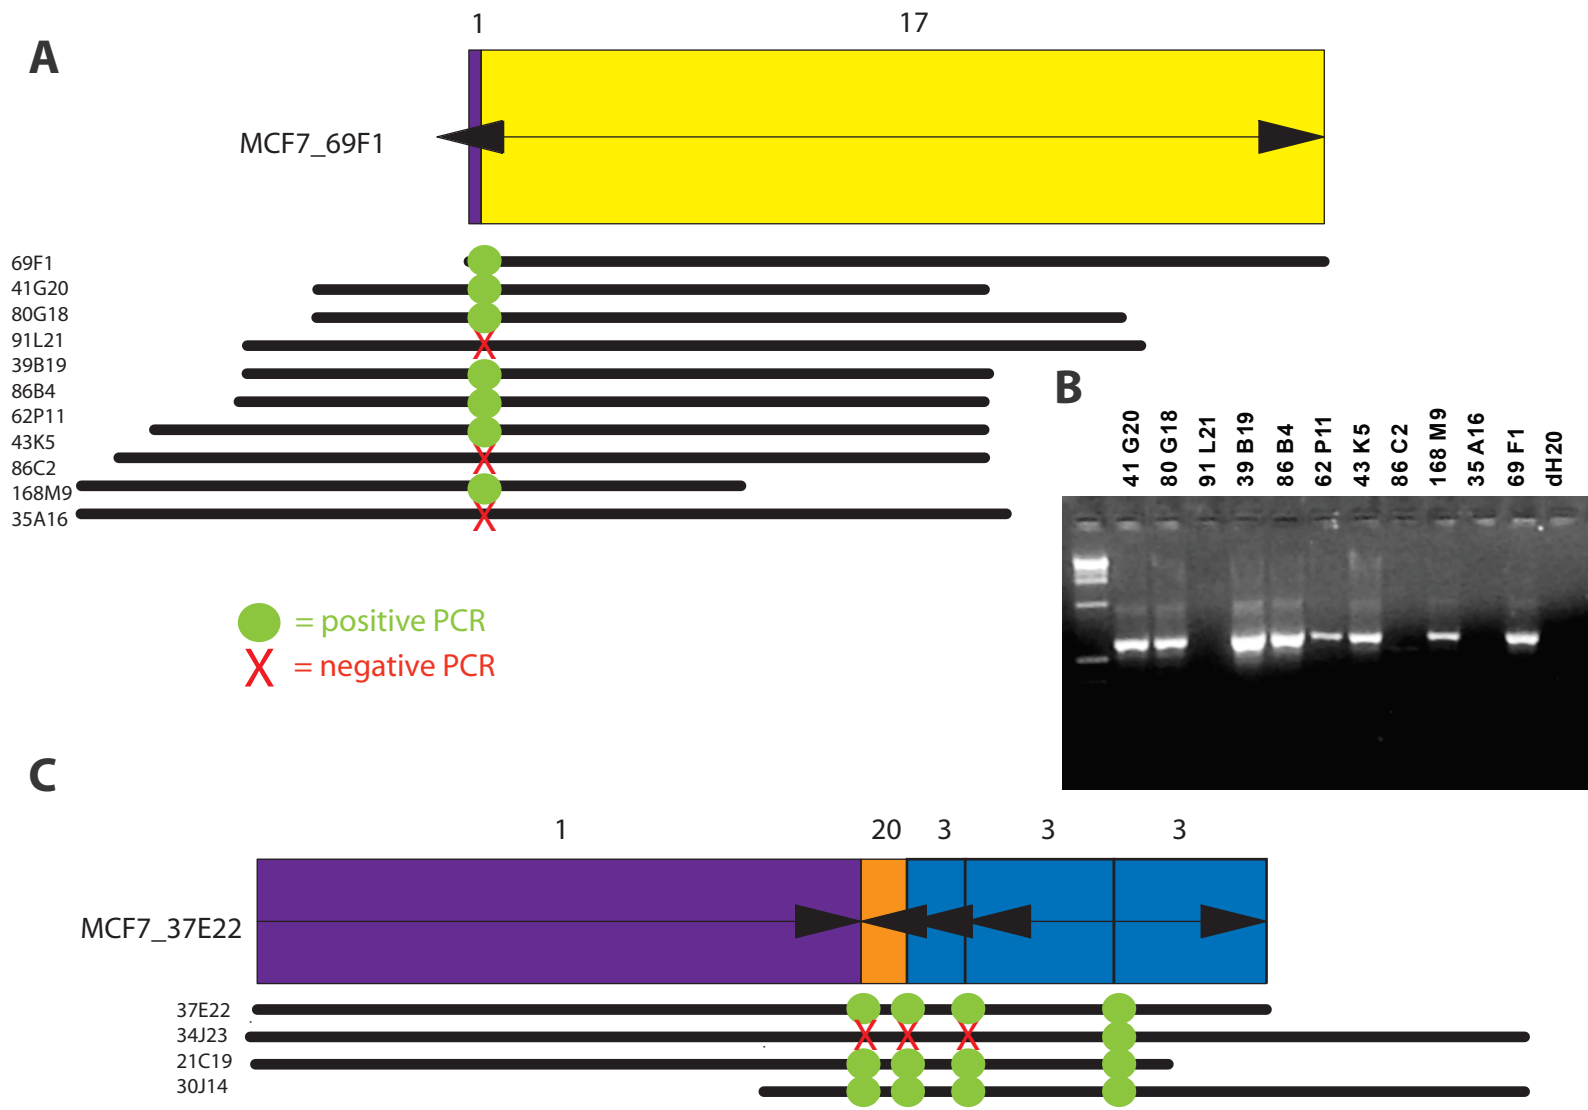 A
1
17
MCF7_69F1
69F1
41G20
80G18
91L21
39B19
86B4
62P11
43K5
86C2
168M9
35A16
= positive PCR
X = negative PCR
B
41 G20
80 G18
91 L21
39 B19
86 B4
62 P11
43 K5
86 C2
168 M9
35 A16
69 F1
dH20
C
1
20
3
3
3
MCF7_37E22
37E22
34J23
21C19
30J14